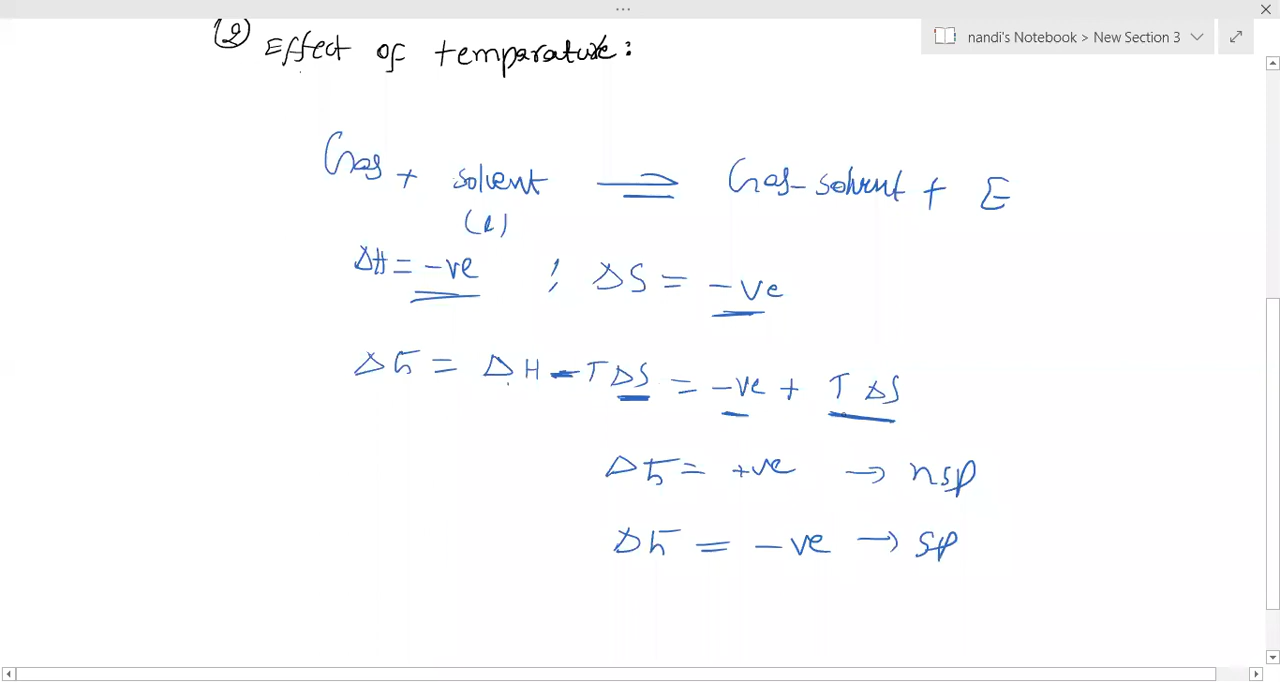 nandi's Notebook > New Section 3
(2) Effect of temparature:
Gas + solvent ⇌ Gas-solvent + E
(l)
ΔH = -ve ; ΔS = -ve
ΔG = ΔH - TΔS = -ve + TΔS
ΔG = +ve → nsp
ΔG = -ve → sp